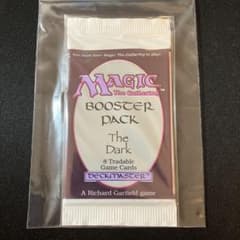 MAGIC
The Gathering
BOOSTER
PACK
The
Dark
8 Tradable
Game Cards
DECKMASTER
A Richard Garfield game